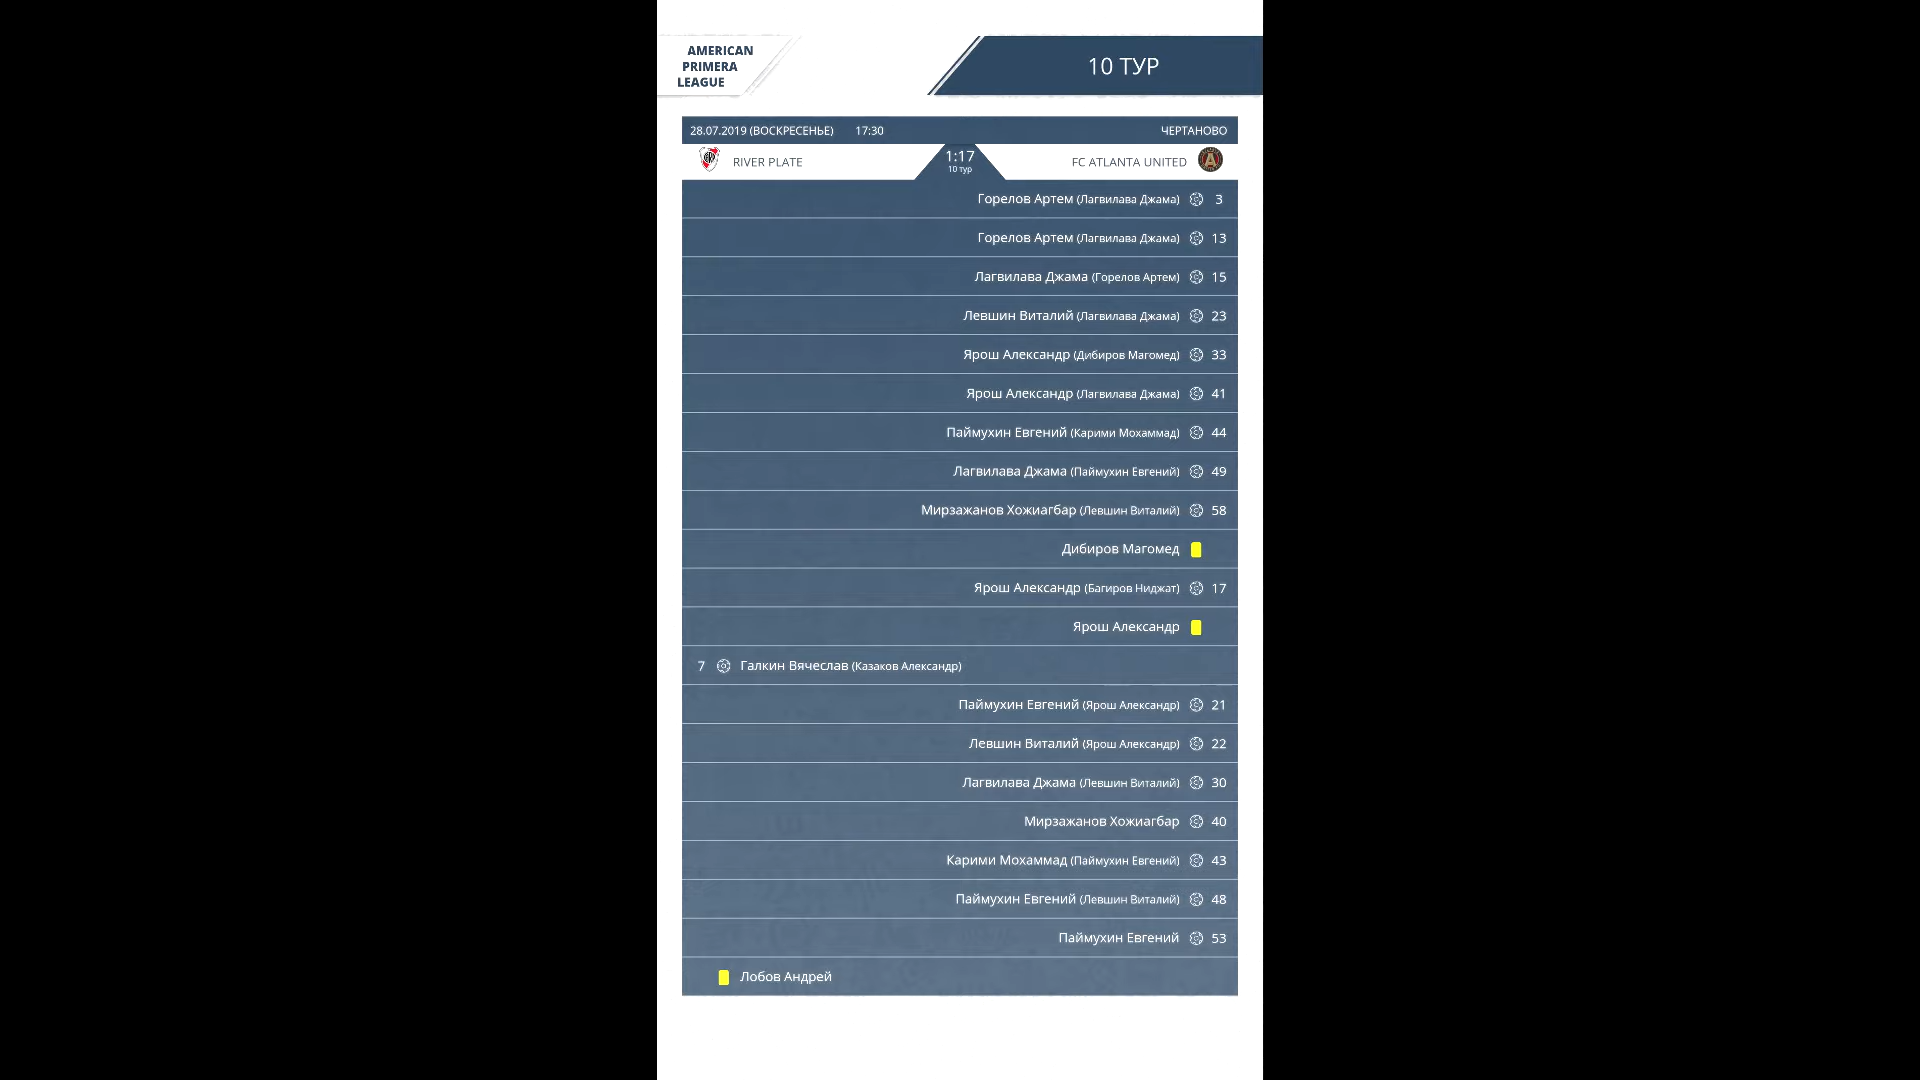 AMERICAN
PRIMERA
LEAGUE
10 ТУР
28.07.2019 (ВОСКРЕСЕНЬЕ) 17:30 ЧЕРТАНОВО
RIVER PLATE 1:17 FC ATLANTA UNITED
10 тур
Горелов Артем (Лагвилава Джама) 3
Горелов Артем (Лагвилава Джама) 13
Лагвилава Джама (Горелов Артем) 15
Левшин Виталий (Лагвилава Джама) 23
Ярош Александр (Дибиров Магомед) 33
Ярош Александр (Лагвилава Джама) 41
Паймухин Евгений (Карими Мохаммад) 44
Лагвилава Джама (Паймухин Евгений) 49
Мирзажанов Хожиагбар (Левшин Виталий) 58
Дибиров Магомед
Ярош Александр (Багиров Ниджат) 17
Ярош Александр
7 Галкин Вячеслав (Казаков Александр)
Паймухин Евгений (Ярош Александр) 21
Левшин Виталий (Ярош Александр) 22
Лагвилава Джама (Левшин Виталий) 30
Мирзажанов Хожиагбар 40
Карими Мохаммад (Паймухин Евгений) 43
Паймухин Евгений (Левшин Виталий) 48
Паймухин Евгений 53
Лобов Андрей